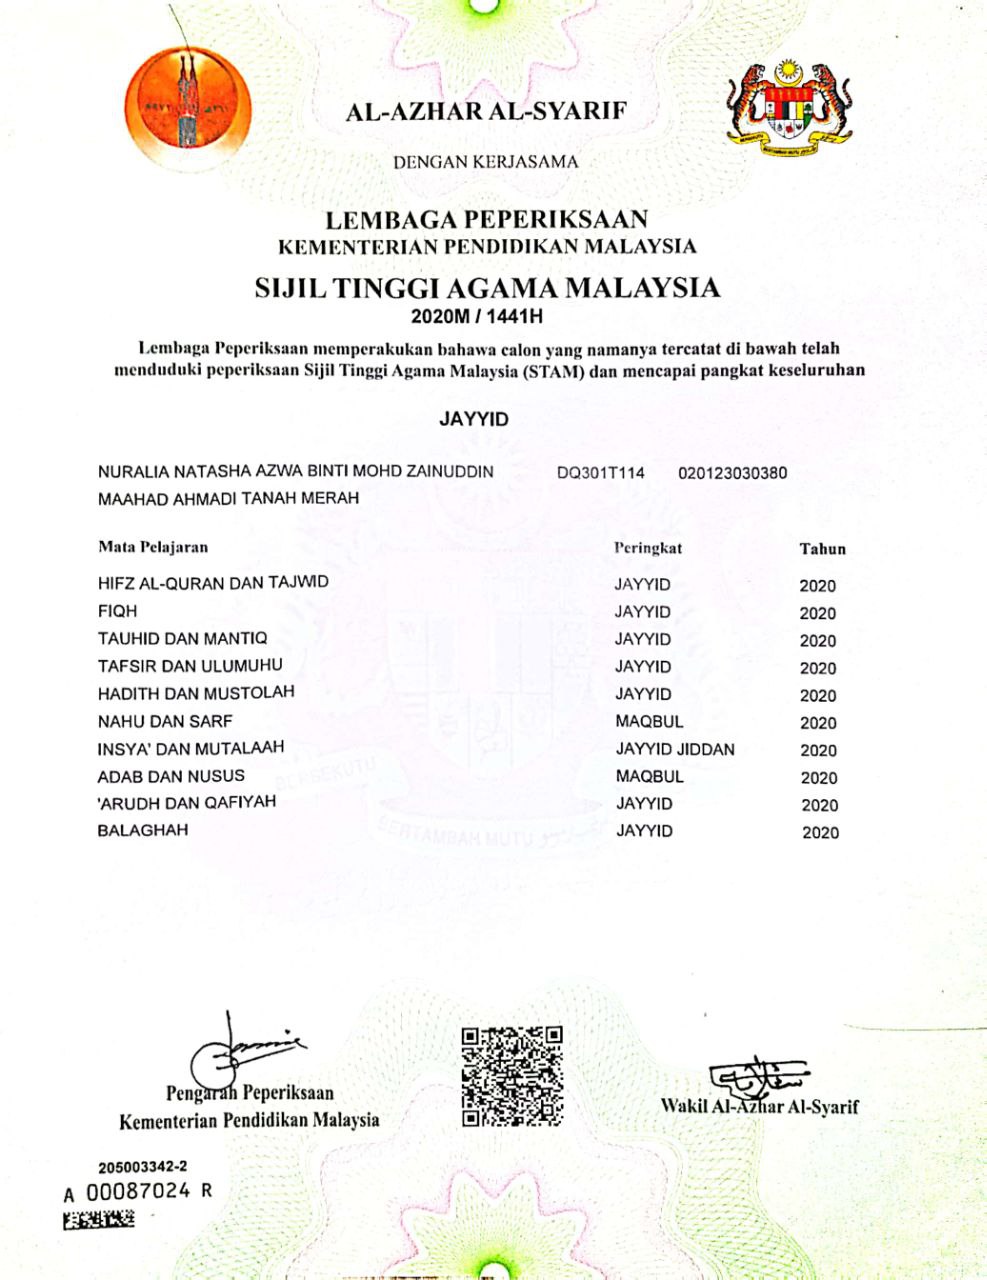 AL-AZHAR AL-SYARIF
DENGAN KERJASAMA
LEMBAGA PEPERIKSAAN
KEMENTERIAN PENDIDIKAN MALAYSIA
SIJIL TINGGI AGAMA MALAYSIA
2020M / 1441H
Lembaga Peperiksaan memperakukan bahawa calon yang namanya tercatat di bawah telah
menduduki peperiksaan Sijil Tinggi Agama Malaysia (STAM) dan mencapai pangkat keseluruhan
JAYYID
NURALIA NATASHA AZWA BINTI MOHD ZAINUDDIN DQ301T114 020123030380
MAAHAD AHMADI TANAH MERAH
Mata Pelajaran Peringkat Tahun
HIFZ AL-QURAN DAN TAJWID JAYYID 2020
FIQH JAYYID 2020
TAUHID DAN MANTIQ JAYYID 2020
TAFSIR DAN ULUMUHU JAYYID 2020
HADITH DAN MUSTOLAH JAYYID 2020
NAHU DAN SARF MAQBUL 2020
INSYA' DAN MUTALAAH JAYYID JIDDAN 2020
ADAB DAN NUSUS MAQBUL 2020
'ARUDH DAN QAFIYAH JAYYID 2020
BALAGHAH JAYYID 2020
BERSEKUTU
BERTAMBAH MUTU
Pengarah Peperiksaan
Kementerian Pendidikan Malaysia
Wakil Al-Azhar Al-Syarif
205003342-2
A 00087024 R